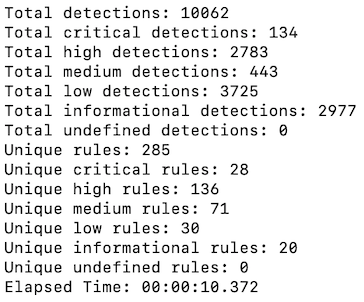 Total detections: 10062
Total critical detections: 134
Total high detections: 2783
Total medium detections: 443
Total low detections: 3725
Total informational detections: 2977
Total undefined detections: 0
Unique rules: 285
Unique critical rules: 28
Unique high rules: 136
Unique medium rules: 71
Unique low rules: 30
Unique informational rules: 20
Unique undefined rules: 0
Elapsed Time: 00:00:10.372